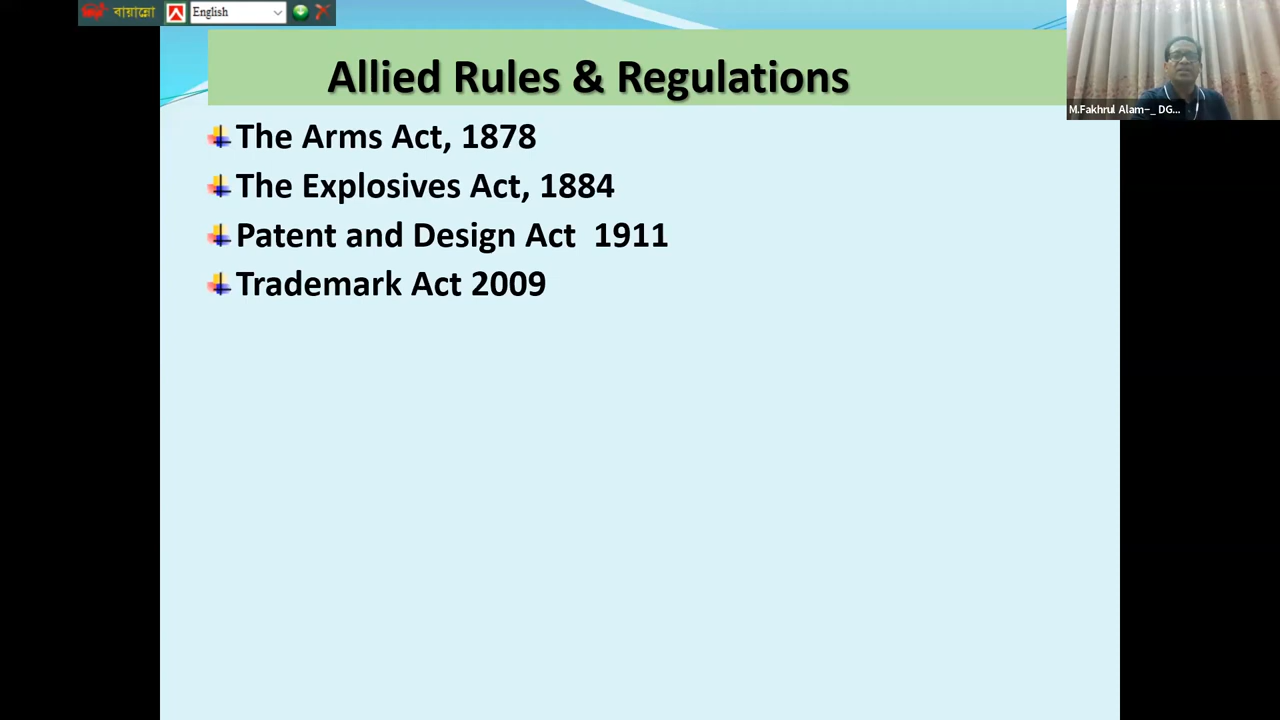 বায়ান্নো
English
Allied Rules & Regulations
M.Fakhrul Alam-_ DG...
The Arms Act, 1878
The Explosives Act, 1884
Patent and Design Act 1911
Trademark Act 2009